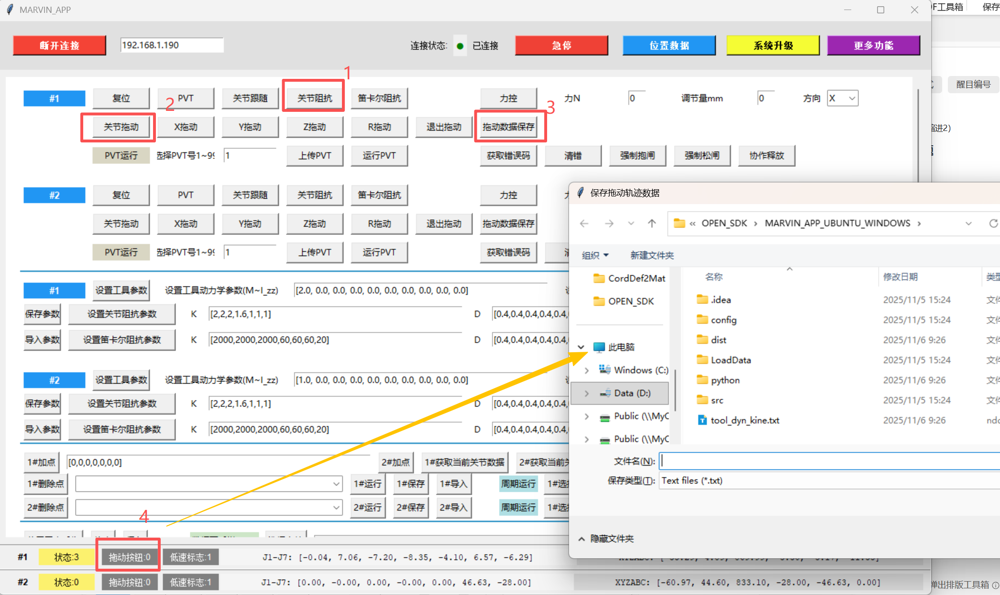 MARVIN_APP
F工具箱
保存
断开连接
192.168.1.190
连接状态:
已连接
急停
位置数据
系统升级
更多功能
1
#1
复位
PVT
关节跟随
关节阻抗
笛卡尔阻抗
力控
力N
0
调节量mm
0
方向
X
醒目编号
2
3
关节拖动
X拖动
Y拖动
Z拖动
R拖动
退出拖动
拖动数据保存
缩进2)
PVT运行
选择PVT号1~99
1
上传PVT
运行PVT
获取错误码
清错
强制抱闸
强制松闸
协作释放
#2
复位
PVT
关节跟随
关节阻抗
笛卡尔阻抗
力控
关节拖动
X拖动
Y拖动
Z拖动
R拖动
退出拖动
拖动数据保存
PVT运行
选择PVT号1~99
1
上传PVT
运行PVT
获取错误码
#1
设置工具参数
设置工具动力学参数(M~I_zz)
[2.0, 0.0, 0.0, 0.0, 0.0, 0.0, 0.0, 0.0, 0.0, 0.0]
保存参数
设置关节阻抗参数
K
[2,2,2,1.6,1,1,1]
D
[0.4,0.4,0.4,0.4,0.4,
导入参数
设置笛卡尔阻抗参数
K
[2000,2000,2000,60,60,60,20]
D
[0.4,0.4,0.4,0.4,0.4,
#2
设置工具参数
设置工具动力学参数(M~I_zz)
[1.0, 0.0, 0.0, 0.0, 0.0, 0.0, 0.0, 0.0, 0.0, 0.0]
保存参数
设置关节阻抗参数
K
[2,2,2,1.6,1,1,1]
D
[0.4,0.4,0.4,0.4,0.4,
导入参数
设置笛卡尔阻抗参数
K
[2000,2000,2000,60,60,60,20]
D
[0.4,0.4,0.4,0.4,0.4,
1#加点
[0,0,0,0,0,0,0]
2#加点
1#获取当前关节数据
2#获取当前
1#删除点
1#运行
1#保存
1#导入
周期运行
1#选
2#删除点
2#运行
2#保存
2#导入
周期运行
1#选
4
#1
状态:3
拖动按钮:0
低速标志:1
J1-J7: [-0.04, 7.06, -7.20, -8.35, -4.10, 6.57, -6.29]
#2
状态:0
拖动按钮:0
低速标志:1
J1-J7: [0.00, -0.00, 0.00, -0.00, 0.00, 46.63, -28.00]
XYZABC: [-60.97, 44.60, 833.10, -28.00, -46.63, 0.00]
弹出排版工具箱
保存拖动轨迹数据
« OPEN_SDK › MARVIN_APP_UBUNTU_WINDOWS ›
组织
新建文件夹
CordDef2Mat
OPEN_SDK
此电脑
Windows (C:)
Data (D:)
Public (\\MyC
Public (\\MyC
名称
修改日期
类型
.idea
2025/11/5 15:24
文件
config
2025/11/5 15:24
文件
dist
2025/11/6 9:26
文件
LoadData
2025/11/5 15:24
文件
python
2025/11/6 9:26
文件
src
2025/11/5 15:24
文件
tool_dyn_kine.txt
2025/11/6 9:26
ndo
文件名(N):
保存类型(T):
Text files (*.txt)
隐藏文件夹